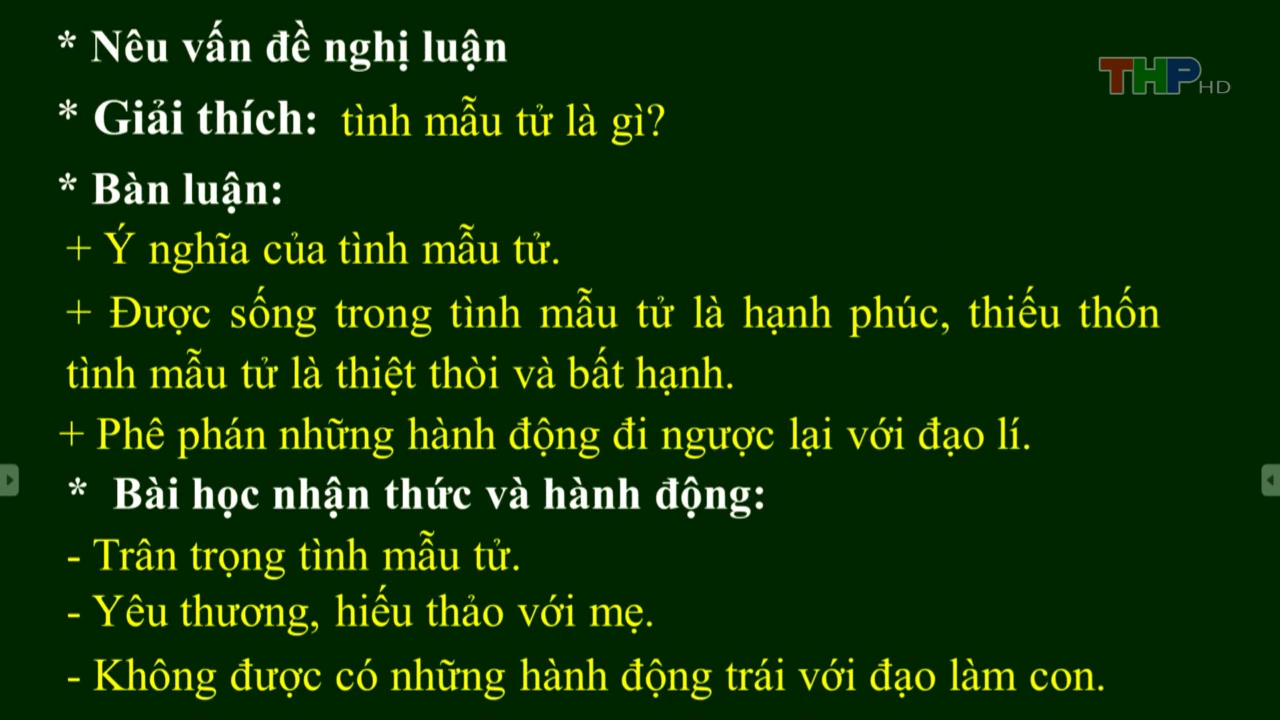 * Nêu vấn đề nghị luận
THP HD
* Giải thích: tình mẫu tử là gì?
* Bàn luận:
+ Ý nghĩa của tình mẫu tử.
+ Được sống trong tình mẫu tử là hạnh phúc, thiếu thốn
tình mẫu tử là thiệt thòi và bất hạnh.
+ Phê phán những hành động đi ngược lại với đạo lí.
* Bài học nhận thức và hành động:
- Trân trọng tình mẫu tử.
- Yêu thương, hiếu thảo với mẹ.
- Không được có những hành động trái với đạo làm con.